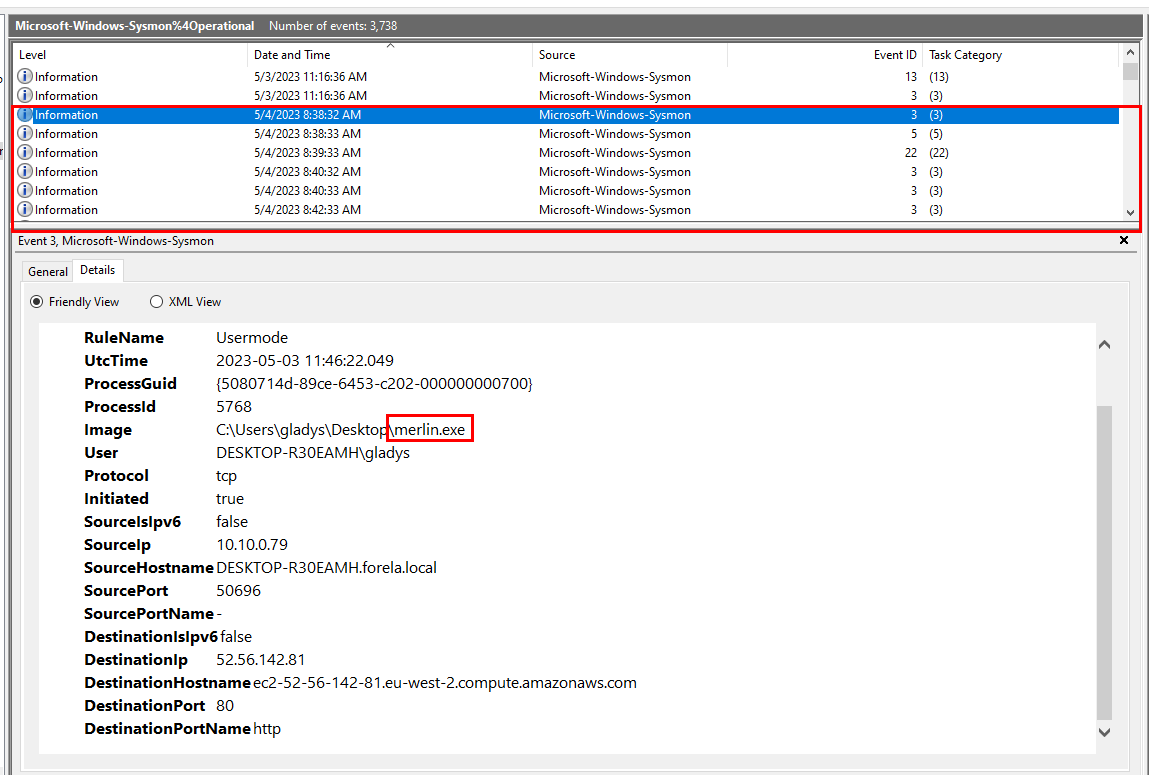 Microsoft-Windows-Sysmon%4Operational Number of events: 3,738
Level Date and Time Source Event ID Task Category
Information 5/3/2023 11:16:36 AM Microsoft-Windows-Sysmon 13 (13)
Information 5/3/2023 11:16:36 AM Microsoft-Windows-Sysmon 3 (3)
Information 5/4/2023 8:38:32 AM Microsoft-Windows-Sysmon 3 (3)
Information 5/4/2023 8:38:33 AM Microsoft-Windows-Sysmon 5 (5)
Information 5/4/2023 8:39:33 AM Microsoft-Windows-Sysmon 22 (22)
Information 5/4/2023 8:40:32 AM Microsoft-Windows-Sysmon 3 (3)
Information 5/4/2023 8:40:33 AM Microsoft-Windows-Sysmon 3 (3)
Information 5/4/2023 8:42:33 AM Microsoft-Windows-Sysmon 3 (3)
Event 3, Microsoft-Windows-Sysmon
General Details
Friendly View XML View
RuleName Usermode
UtcTime 2023-05-03 11:46:22.049
ProcessGuid {5080714d-89ce-6453-c202-000000000700}
ProcessId 5768
Image C:\Users\gladys\Desktop\merlin.exe
User DESKTOP-R30EAMH\gladys
Protocol tcp
Initiated true
SourceIsIpv6 false
SourceIp 10.10.0.79
SourceHostname DESKTOP-R30EAMH.forela.local
SourcePort 50696
SourcePortName -
DestinationIsIpv6 false
DestinationIp 52.56.142.81
DestinationHostname ec2-52-56-142-81.eu-west-2.compute.amazonaws.com
DestinationPort 80
DestinationPortName http